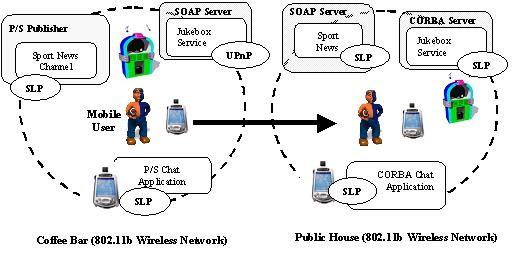 P/S Publisher
Sport News
Channel
SLP
SOAP Server
Jukebox
Service
UPnP
Mobile
User
P/S Chat
Application
SLP
Coffee Bar (802.11b Wireless Network)
SOAP Server
Sport
News
SLP
CORBA Server
Jukebox
Service
SLP
CORBA Chat
Application
SLP
Public House (802.11b Wireless Network)